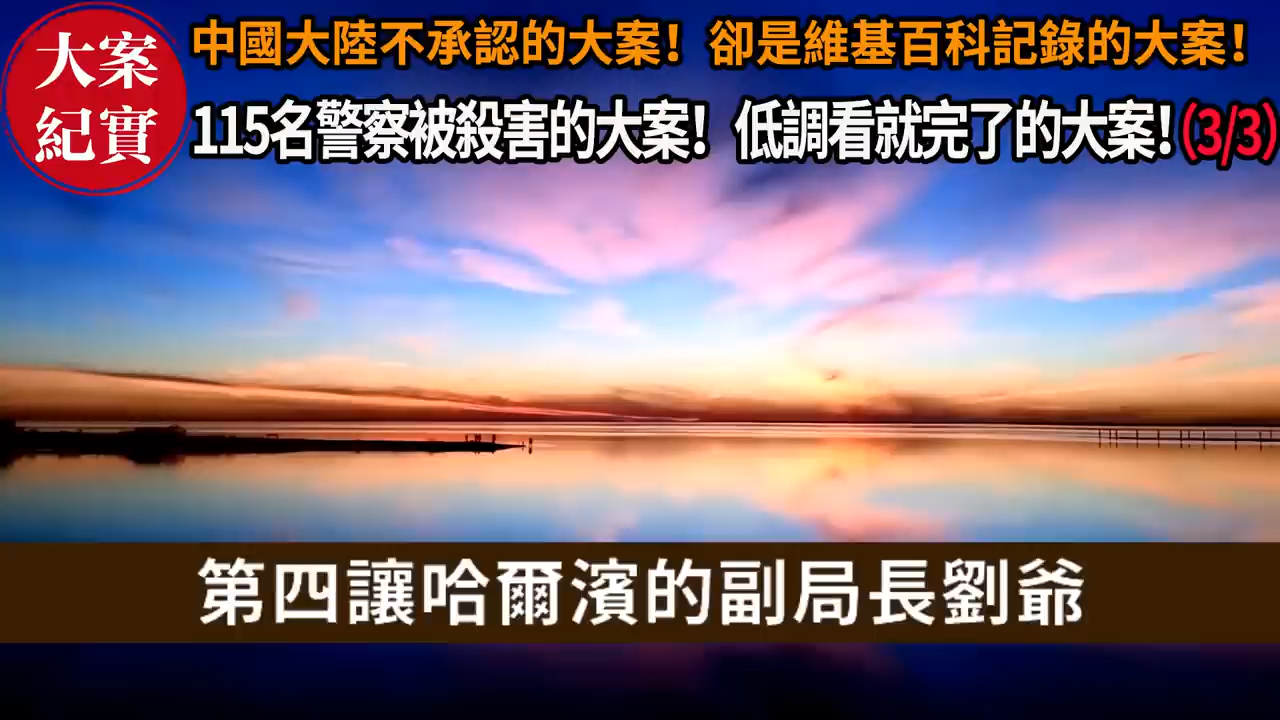 大案
紀實
中國大陸不承認的大案！卻是維基百科記錄的大案！
115名警察被殺害的大案！低調看就完了的大案！(3/3)
第四讓哈爾濱的副局長劉爺